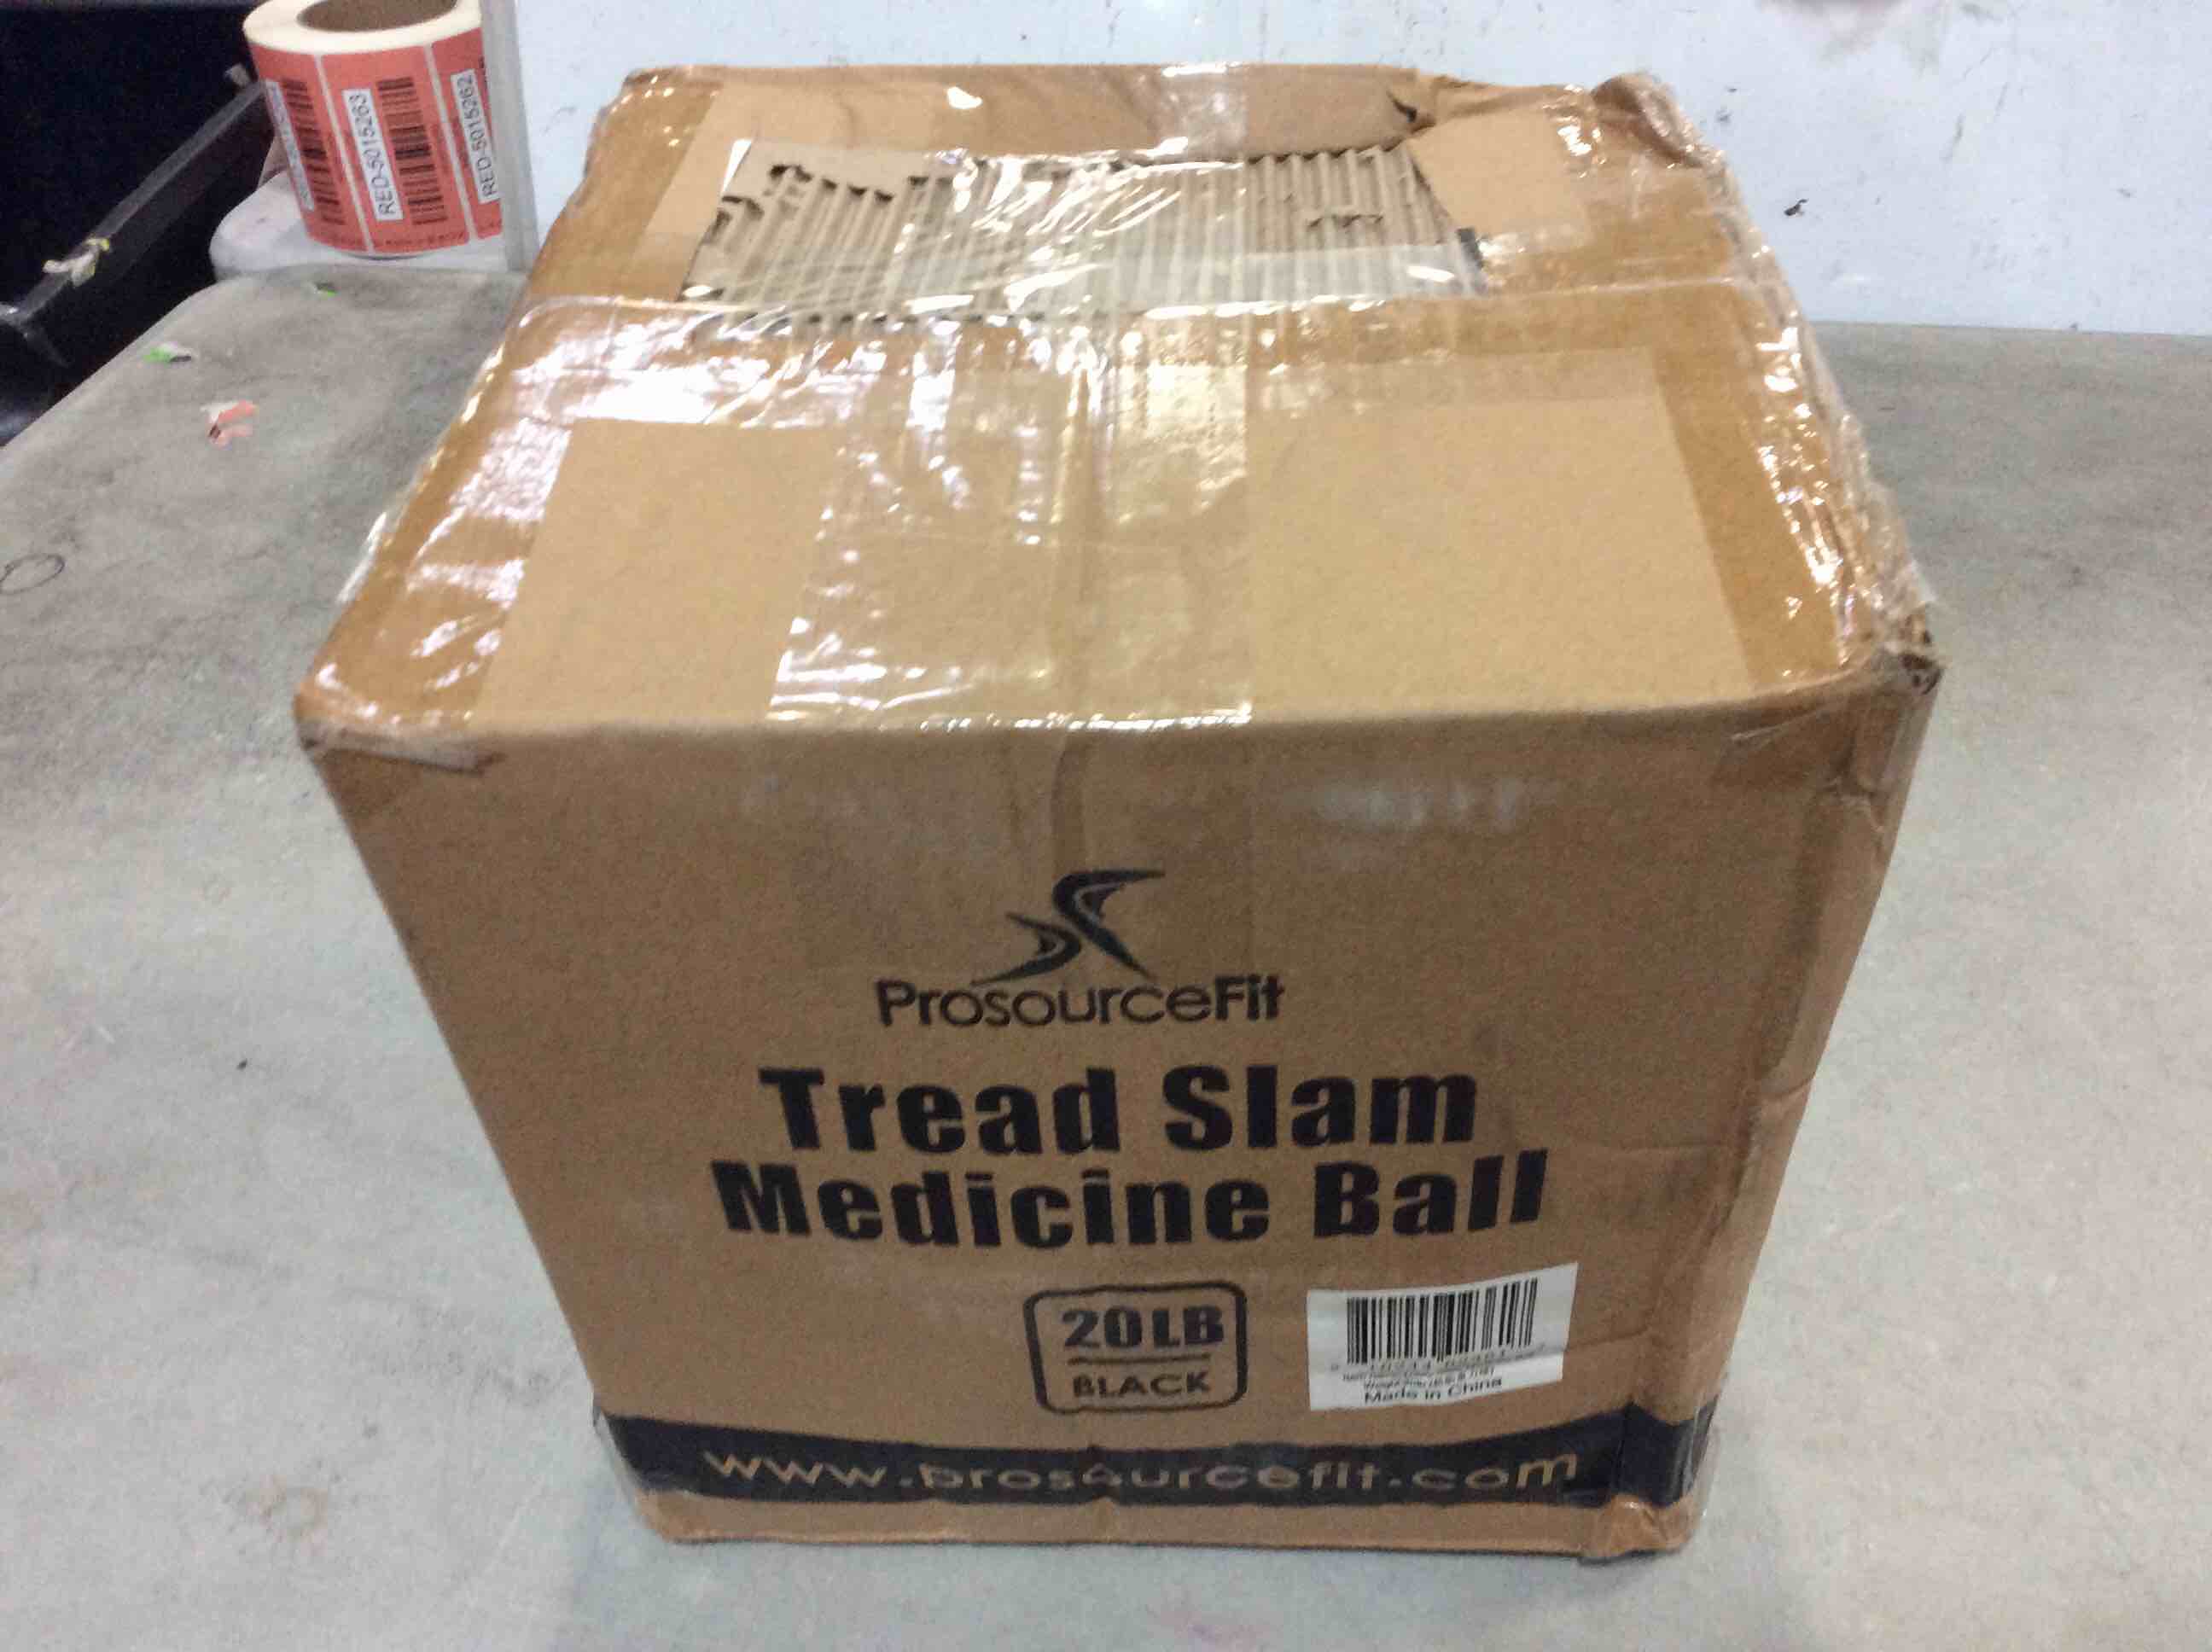 RED-5015263
RED 5015262
ProsourceFit
Tread Slam
Medicine Ball
20LB
BLACK
Made in China
www.prosourcefit.com